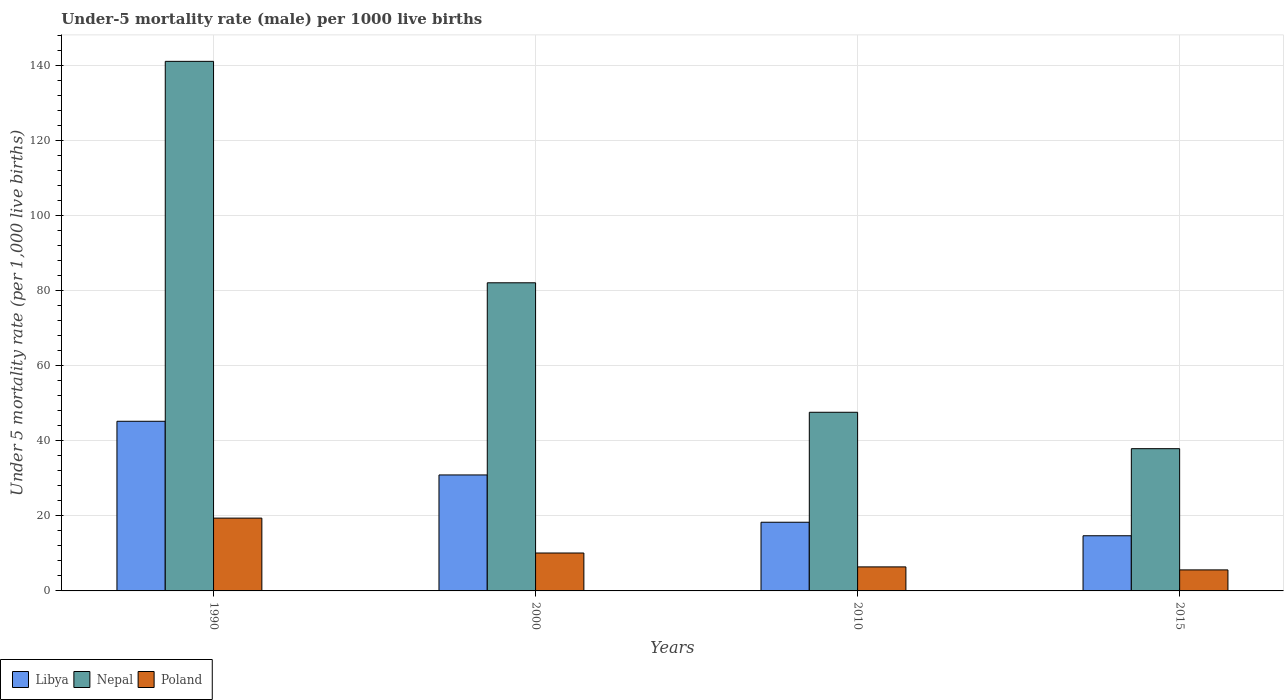 Under-5 mortality rate (male) per 1000 live births
Under 5 mortality rate (per 1,000 live births)
140
120
100
80
60
40
20
0
1990
2000
2010
2015
Years
Libya
Nepal
Poland